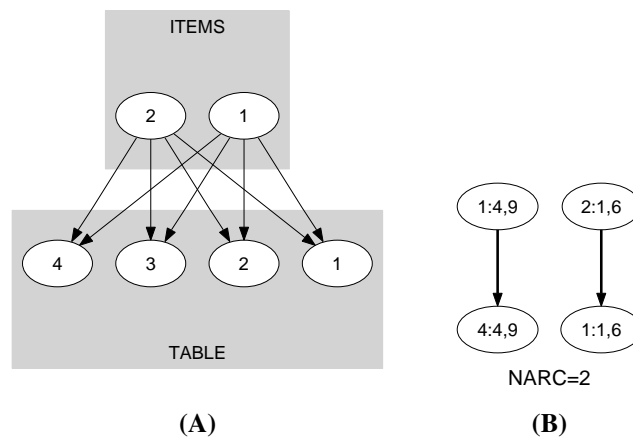 ITEMS
2 1
4 3 2 1
TABLE
(A)
1:4,9 2:1,6
4:4,9 1:1,6
NARC=2
(B)